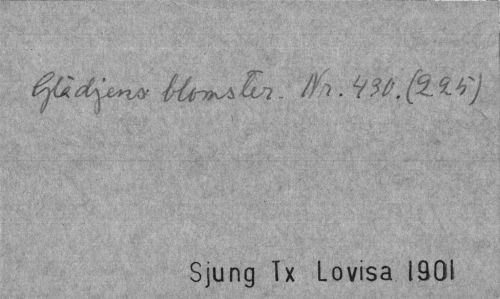 Glädjens blomster. Nr. 430. (225)
Sjung Tx Lovisa 1901